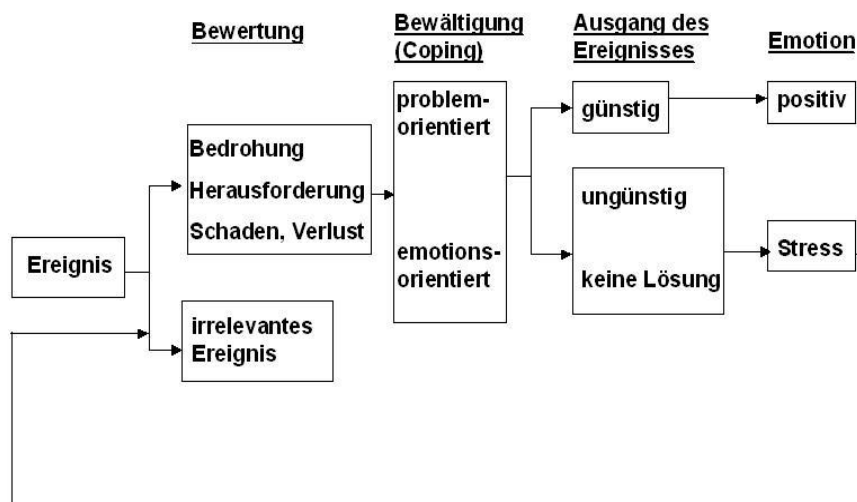 Bewertung
Bewältigung
(Coping)
Ausgang des
Ereignisses
Emotion
Ereignis
Bedrohung
Herausforderung
Schaden, Verlust
irrelevantes
Ereignis
problem-
orientiert
emotions-
orientiert
günstig
ungünstig
keine Lösung
positiv
Stress